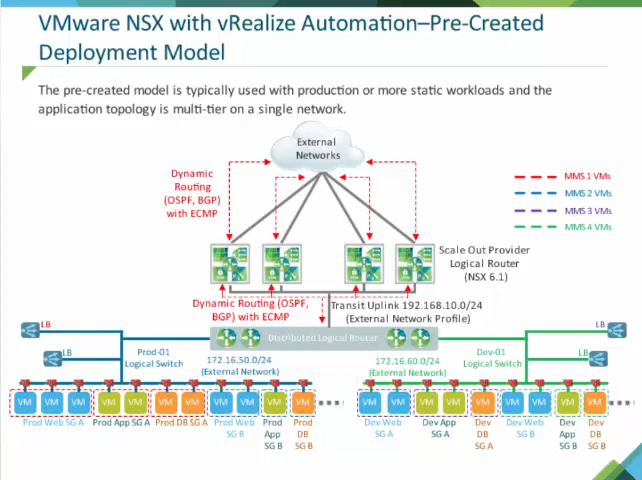 VMware NSX with vRealize Automation–Pre-Created
Deployment Model
The pre-created model is typically used with production or more static workloads and the
application topology is multi-tier on a single network.
External
Networks
Dynamic
Routing
(OSPF, BGP)
with ECMP
MMS 1 VMs
MMS 2 VMs
MMS 3 VMs
MMS 4 VMs
Scale Out Provider
Logical Router
(NSX 6.1)
Dynamic Routing (OSPF,
BGP) with ECMP
Transit Uplink 192.168.10.0/24
(External Network Profile)
Distributed Logical Router
LB
LB
Prod-01
Logical Switch
172.16.50.0/24
(External Network)
172.16.60.0/24
(External Network)
Dev-01
Logical Switch
LB
LB
VM VM VM VM VM VM VM VM VM VM VM
VM VM VM VM VM VM VM VM VM
Prod Web SG A
Prod App SG A
Prod DB SG A
Prod Web
SG B
Prod
App
SG B
Prod
DB
SG B
Dev Web
SG A
Dev App
SG A
Dev
DB
SG A
Dev Web
SG B
Dev
App
SG B
Dev
DB
SG B